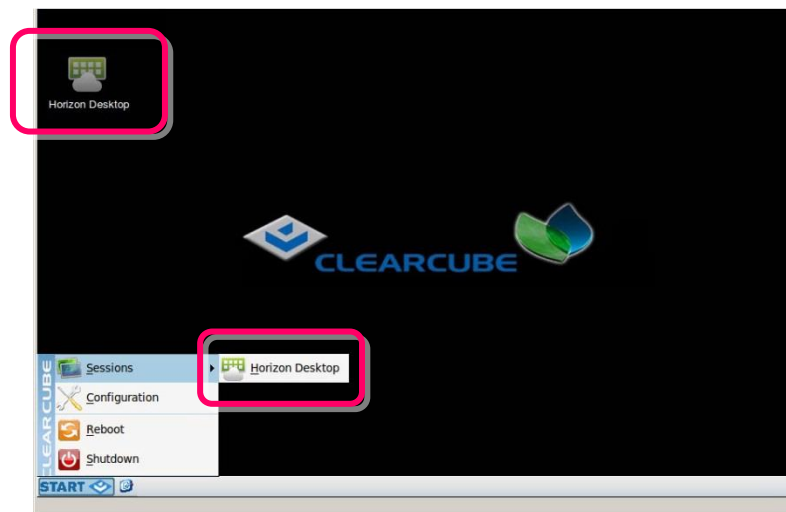 Horizon Desktop
CLEARCUBE
Sessions
Horizon Desktop
Configuration
Reboot
Shutdown
CLEARCUBE
START